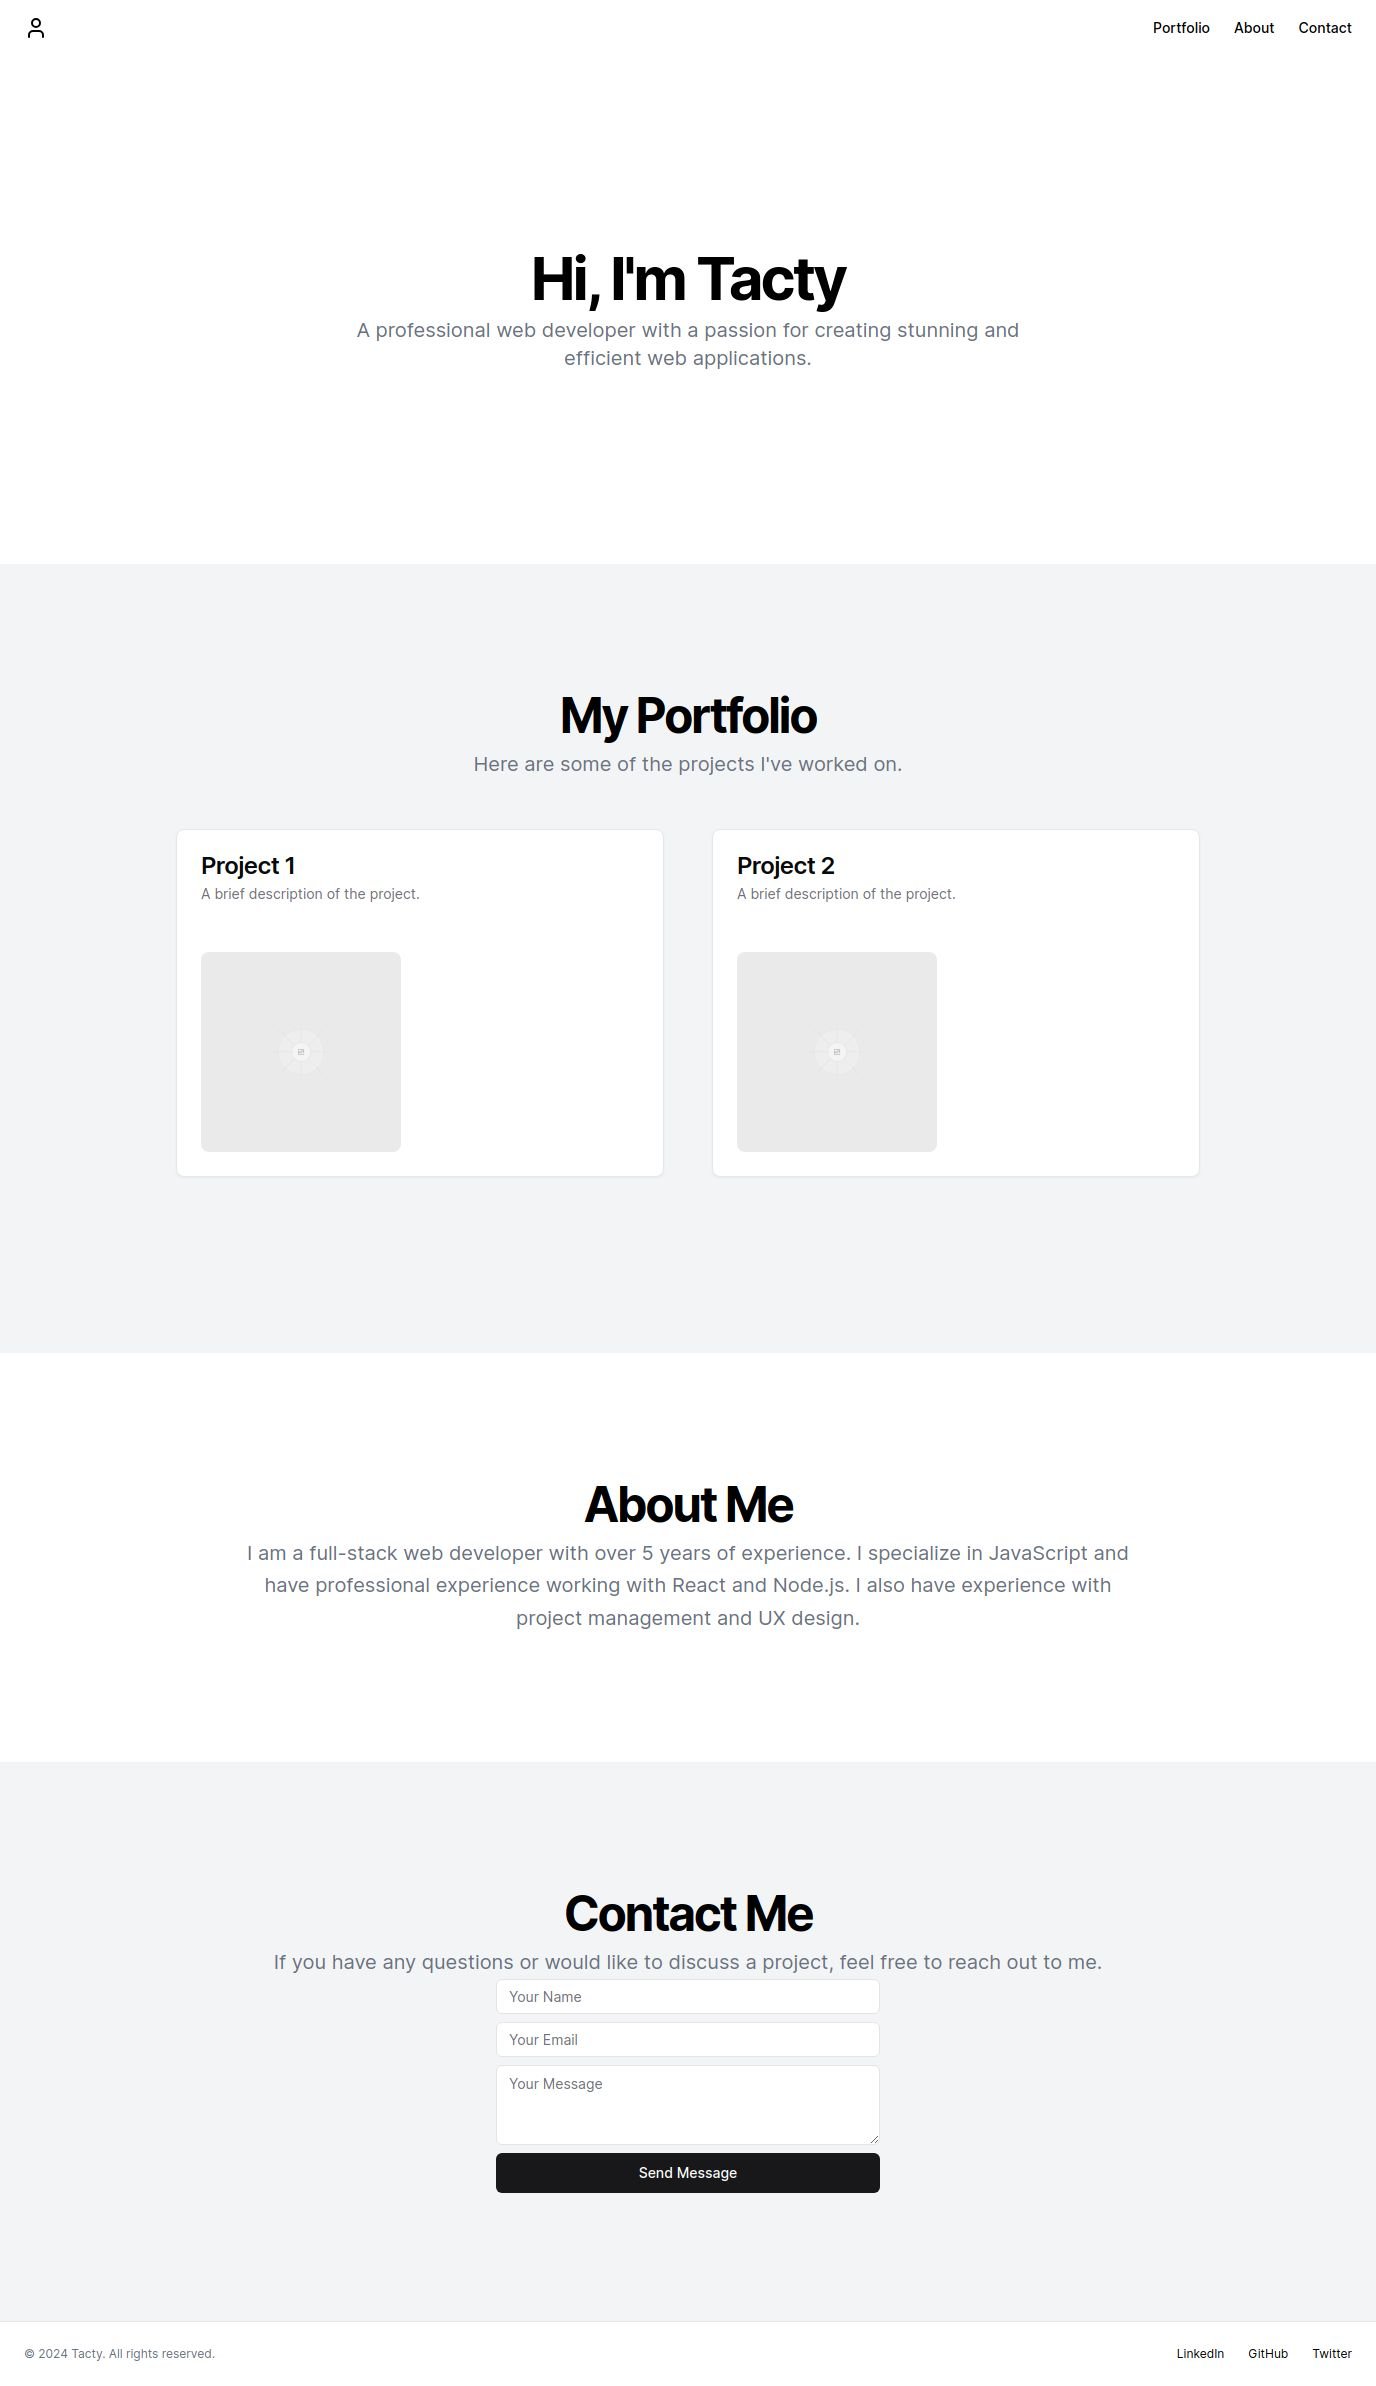 Portfolio
About
Contact
Hi, I'm Tacty
A professional web developer with a passion for creating stunning and
efficient web applications.
My Portfolio
Here are some of the projects I've worked on.
Project 1
A brief description of the project.
Project 2
A brief description of the project.
About Me
I am a full-stack web developer with over 5 years of experience. I specialize in JavaScript and
have professional experience working with React and Node.js. I also have experience with
project management and UX design.
Contact Me
If you have any questions or would like to discuss a project, feel free to reach out to me.
Your Name
Your Email
Your Message
Send Message
© 2024 Tacty. All rights reserved.
LinkedIn
GitHub
Twitter